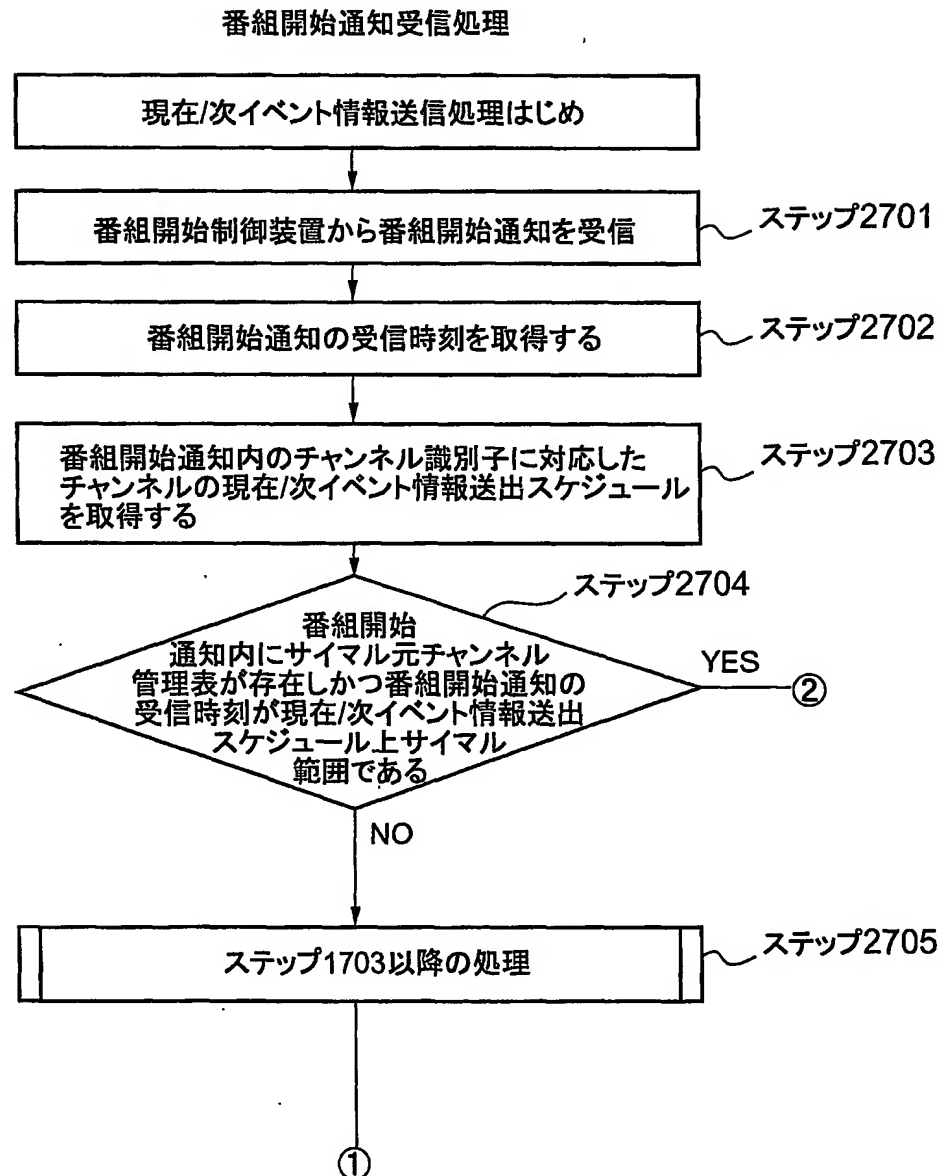 番組開始通知受信処理
現在/次イベント情報送信処理はじめ
番組開始制御装置から番組開始通知を受信
ステップ2701
番組開始通知の受信時刻を取得する
ステップ2702
番組開始通知内のチャンネル識別子に対応した
チャンネルの現在/次イベント情報送出スケジュール
を取得する
ステップ2703
ステップ2704
番組開始
通知内にサイマル元チャンネル
管理表が存在しかつ番組開始通知の
受信時刻が現在/次イベント情報送出
スケジュール上サイマル
範囲である
YES
②
NO
ステップ1703以降の処理
ステップ2705
①